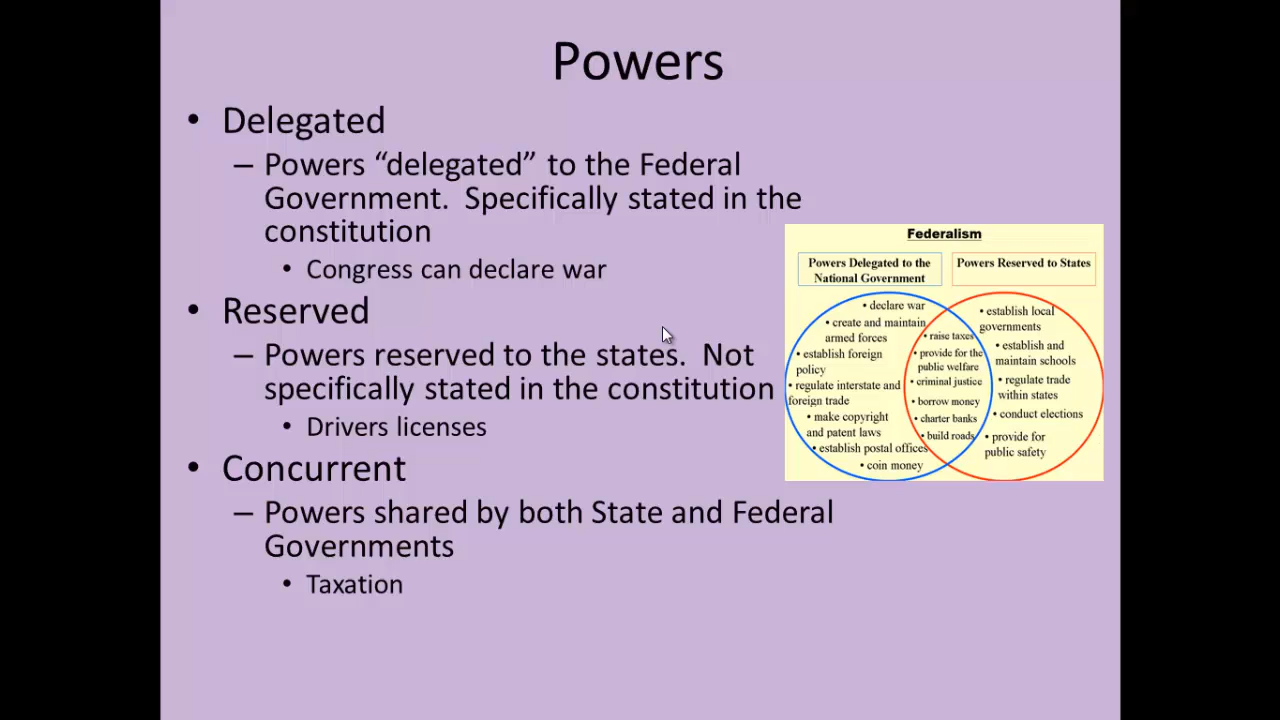 Powers
• Delegated
– Powers “delegated” to the Federal
Government.  Specifically stated in the
constitution
• Congress can declare war
• Reserved
– Powers reserved to the states.  Not
specifically stated in the constitution
• Drivers licenses
• Concurrent
– Powers shared by both State and Federal
Governments
• Taxation
Federalism
Powers Delegated to the
National Government
Powers Reserved to States
• declare war
• create and maintain
armed forces
• establish foreign
policy
• regulate interstate and
foreign trade
• make copyright
and patent laws
• establish postal offices
• coin money
• raise taxes
• provide for the
public welfare
• criminal justice
• borrow money
• charter banks
• build roads
• establish local
governments
• establish and
maintain schools
• regulate trade
within states
• conduct elections
• provide for
public safety